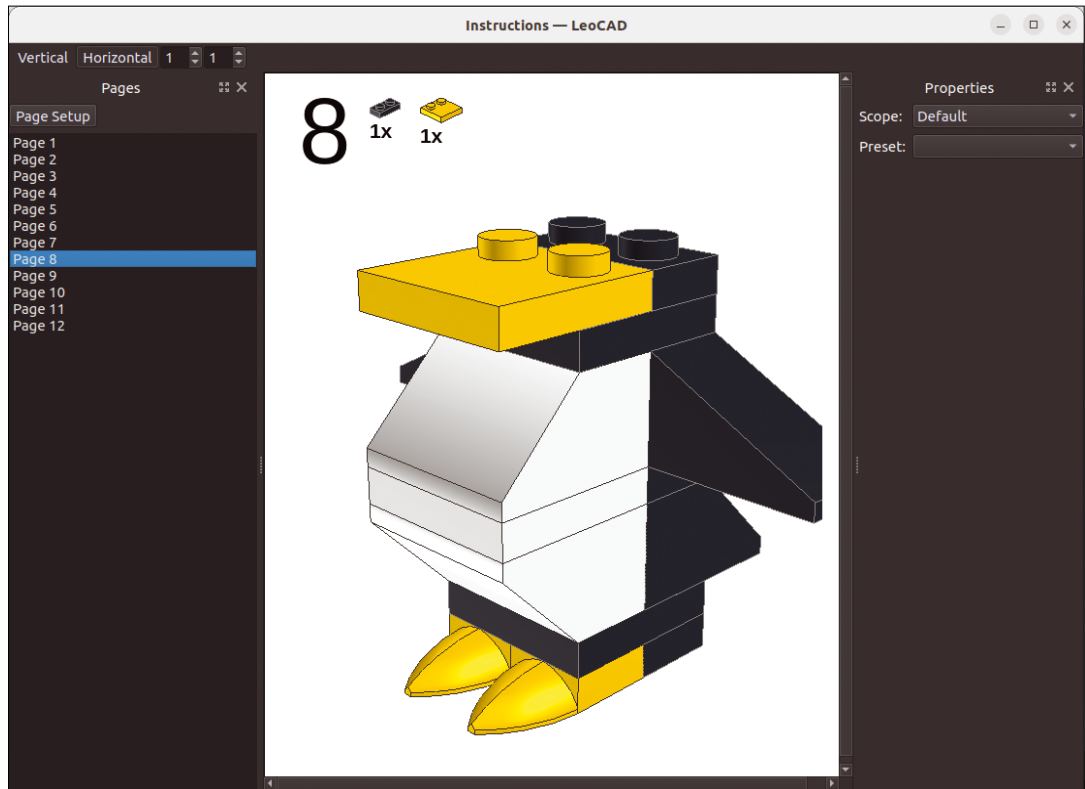 Instructions — LeoCAD
Vertical Horizontal 1 1
Pages
Page Setup
Page 1
Page 2
Page 3
Page 4
Page 5
Page 6
Page 7
Page 8
Page 9
Page 10
Page 11
Page 12
8
1x 1x
Properties
Scope: Default
Preset: